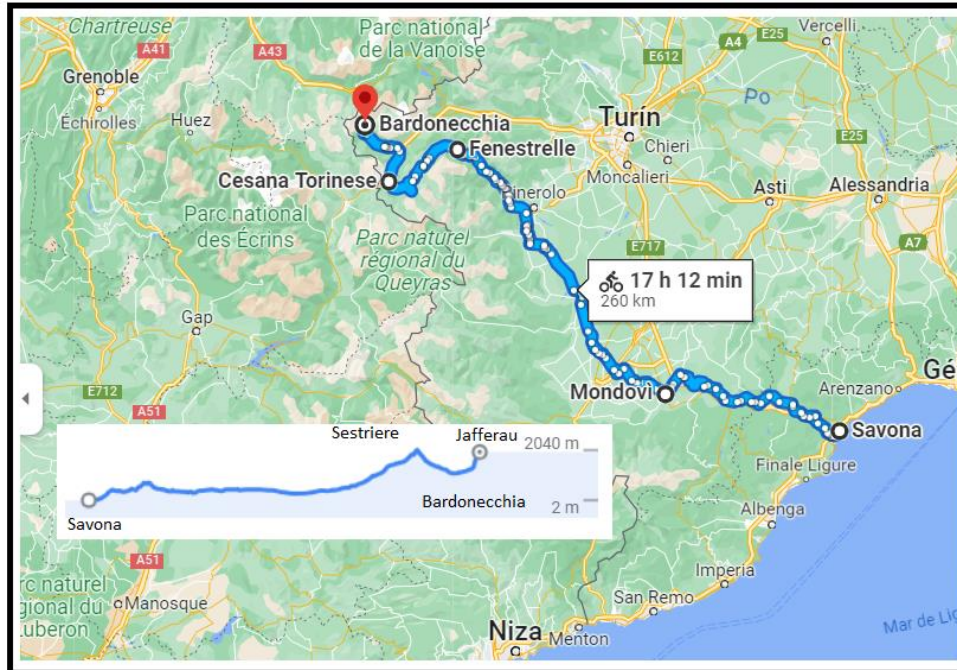 Chartreuse
A41
A43
Parc national
de la Vanoise
E612
A4
E25
Vercelli
Grenoble
Échirolles
Huez
Bardonecchia
Fenestrelle
Po
Turín
Chieri
Moncalieri
E25
Cesana Torinese
Pinerolo
Asti
Alessandria
Parc national
des Écrins
Parc naturel
régional du
Queyras
E717
A7
17 h 12 min
260 km
Gap
E712
A51
Mondovì
Arenzano
Gé
Savona
Sestriere
Jafferau
2040 m
Finale Ligure
Bardonecchia
2 m
Savona
Albenga
A51
rc naturel
gional du
uberon
Manosque
Imperia
San Remo
Niza
Menton
Mar de Lig